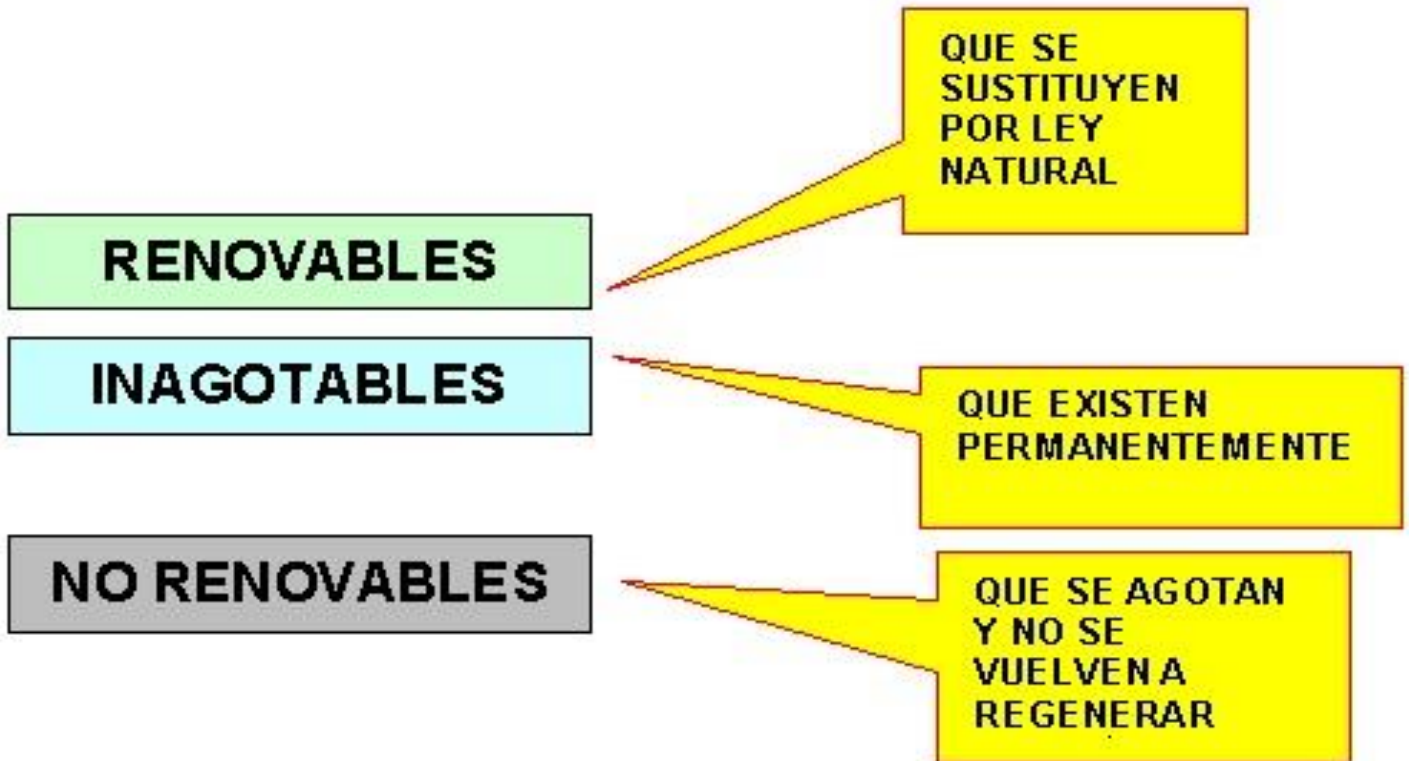 QUE SE
SUSTITUYEN
POR LEY
NATURAL
RENOVABLES
INAGOTABLES
QUE EXISTEN
PERMANENTEMENTE
NO RENOVABLES
QUE SE AGOTAN
Y NO SE
VUELVEN A
REGENERAR